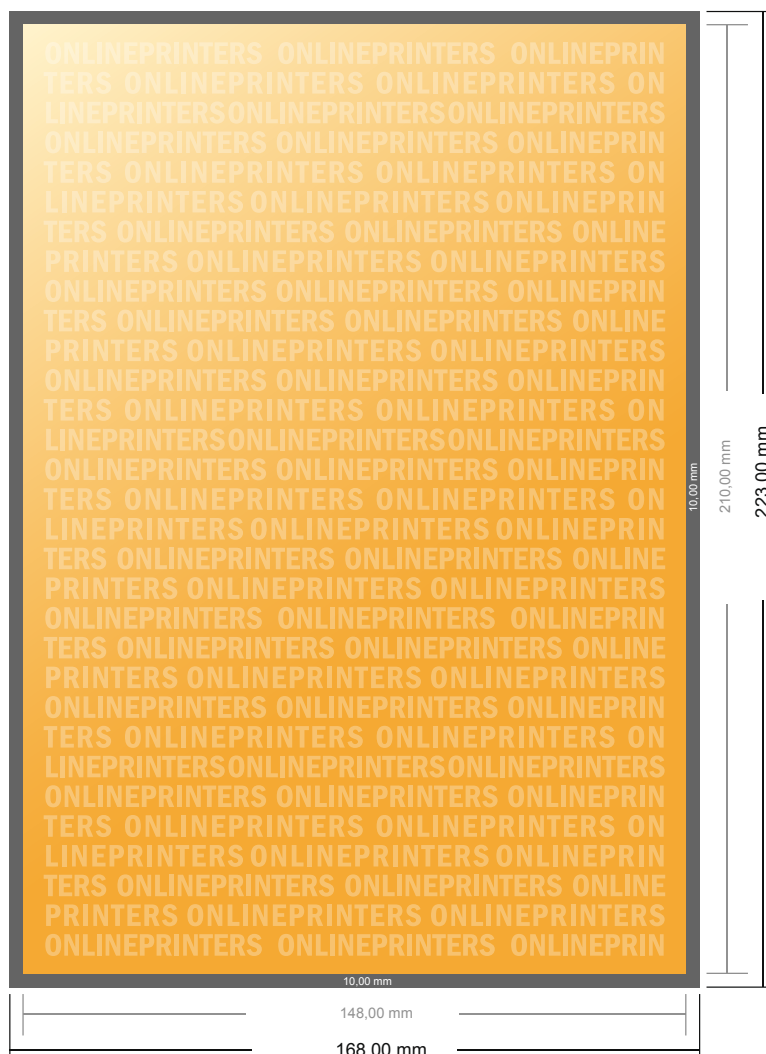 ONLINEPRINTERS ONLINEPRINTERS ONLINEPRIN
TERS ONLINEPRINTERS ONLINEPRINTERS ON
LINEPRINTERSONLINEPRINTERSONLINEPRINTERS
ONLINEPRINTERS ONLINEPRINTERS ONLINEPRIN
TERS ONLINEPRINTERS ONLINEPRINTERS ON
LINEPRINTERS ONLINEPRINTERS ONLINEPRIN
TERS ONLINEPRINTERS ONLINEPRINTERS ONLINE
PRINTERS ONLINEPRINTERS ONLINEPRINTERS
ONLINEPRINTERS ONLINEPRINTERS ONLINEPRIN
TERS ONLINEPRINTERS ONLINEPRINTERS ONLINE
PRINTERS ONLINEPRINTERS ONLINEPRINTERS
ONLINEPRINTERS ONLINEPRINTERS ONLINEPRIN
TERS ONLINEPRINTERS ONLINEPRINTERS ON
LINEPRINTERSONLINEPRINTERSONLINEPRINTERS
ONLINEPRINTERS ONLINEPRINTERS ONLINEPRIN
TERS ONLINEPRINTERS ONLINEPRINTERS ON
LINEPRINTERS ONLINEPRINTERS ONLINEPRIN
TERS ONLINEPRINTERS ONLINEPRINTERS ONLINE
PRINTERS ONLINEPRINTERS ONLINEPRINTERS
ONLINEPRINTERS ONLINEPRINTERS ONLINEPRIN
TERS ONLINEPRINTERS ONLINEPRINTERS ONLINE
PRINTERS ONLINEPRINTERS ONLINEPRINTERS
ONLINEPRINTERS ONLINEPRINTERS ONLINEPRIN
TERS ONLINEPRINTERS ONLINEPRINTERS ON
LINEPRINTERSONLINEPRINTERSONLINEPRINTERS
ONLINEPRINTERS ONLINEPRINTERS ONLINEPRIN
TERS ONLINEPRINTERS ONLINEPRINTERS ON
LINEPRINTERS ONLINEPRINTERS ONLINEPRIN
TERS ONLINEPRINTERS ONLINEPRINTERS ONLINE
PRINTERS ONLINEPRINTERS ONLINEPRINTERS
ONLINEPRINTERS ONLINEPRINTERS ONLINEPRIN
10,00 mm
210,00 mm
223,00 mm
10,00 mm
148,00 mm
168,00 mm